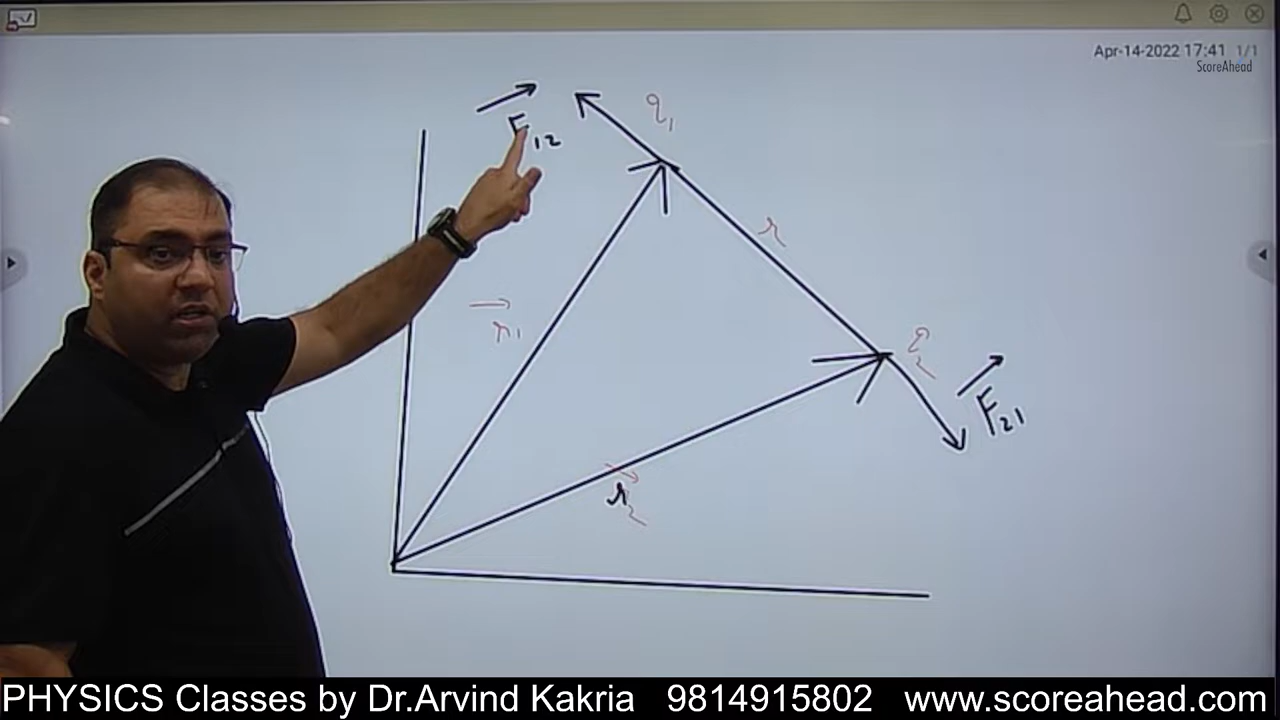 Apr-14-2022 17:41 1/1
ScoreAhead
F₁₂
q₁
r
r₁
q₂
F₂₁
r₂
PHYSICS Classes by Dr.Arvind Kakria 9814915802 www.scoreahead.com